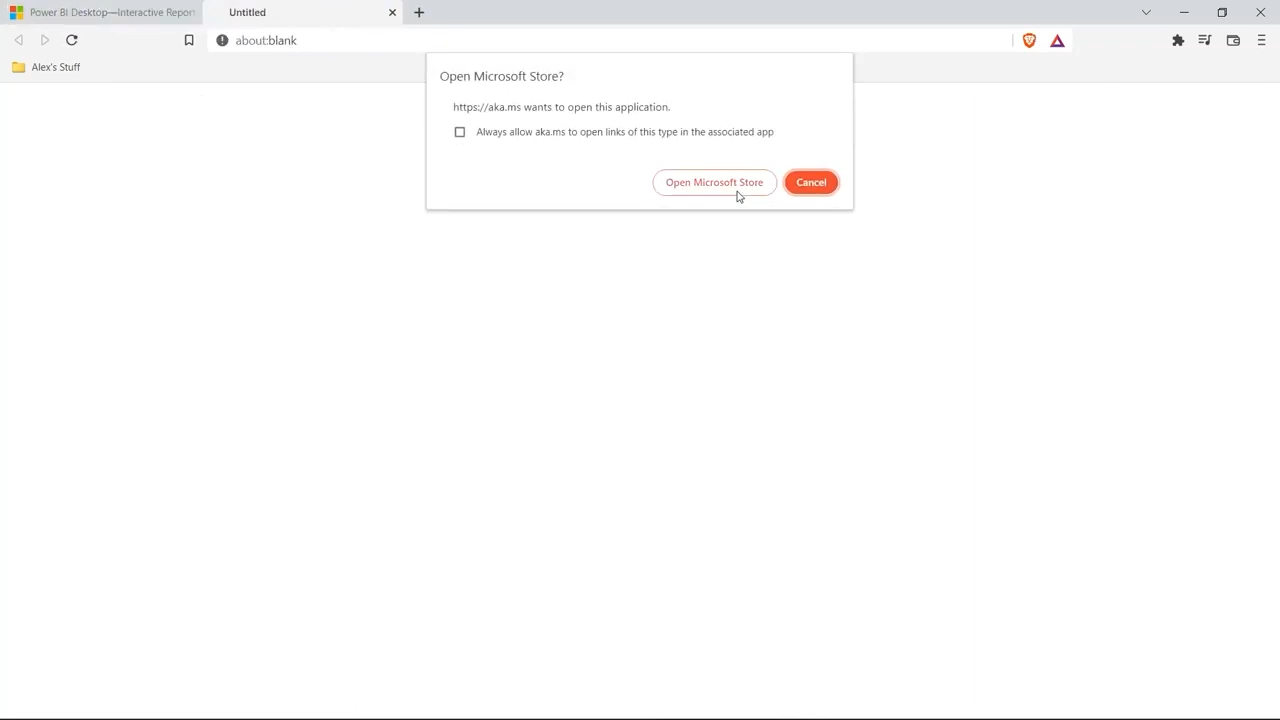 Power BI Desktop—Interactive Report
Untitled
about:blank
Alex's Stuff
Open Microsoft Store?
https://aka.ms wants to open this application.
Always allow aka.ms to open links of this type in the associated app
Open Microsoft Store
Cancel